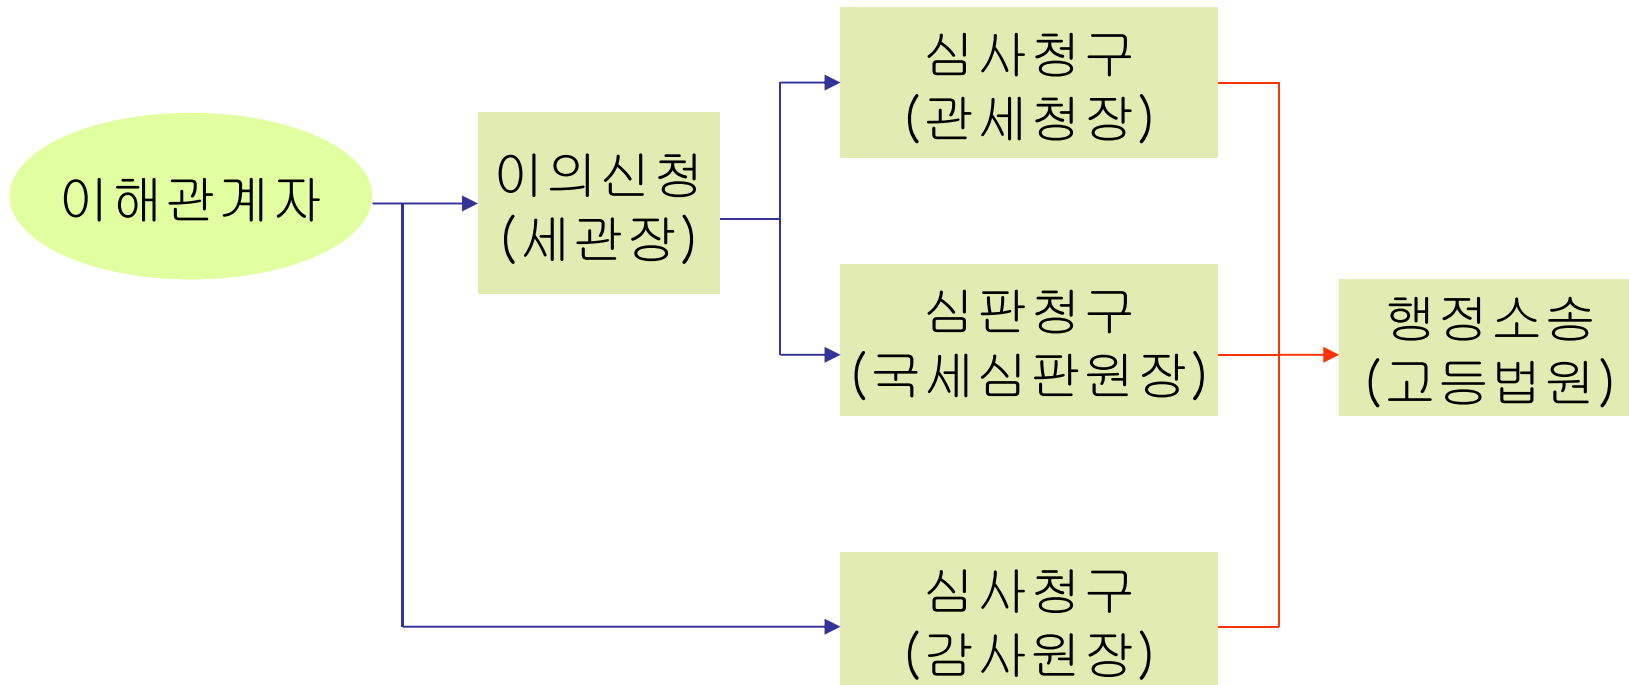 이해관계자
이의신청
(세관장)
심사청구
(관세청장)
심판청구
(국세심판원장)
심사청구
(감사원장)
행정소송
(고등법원)